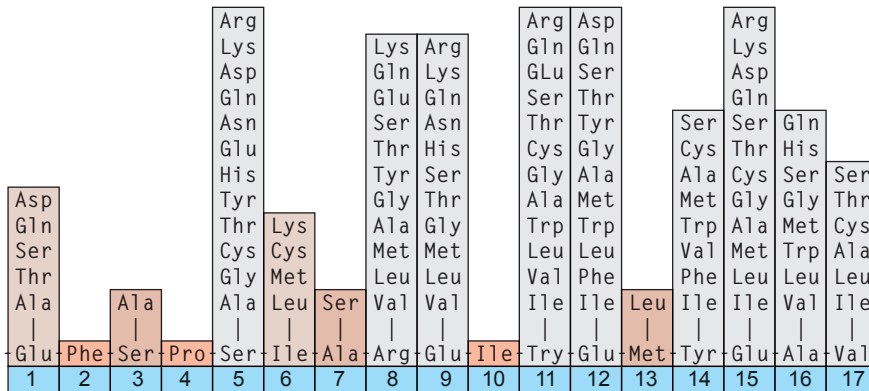 Arg Arg Asp Arg
Lys Lys Arg Gln Gln Lys
Asp Gln Lys GLu Ser Asp
Gln Glu Gln Ser Thr Gln
Asn Ser Asn Thr Tyr Ser Ser Gln
Glu Thr His Cys Gly Cys Thr His
His Tyr Ser Gly Ala Ala Cys Ser Ser
Asp Tyr Gly Thr Ala Met Met Gly Gly Thr
Gln Thr Lys Ala Gly Trp Trp Trp Ala Met Cys
Ser Cys Cys Met Met Leu Leu Val Met Trp Ala
Thr Gly Met Leu Leu Val Phe Phe Leu Leu Leu
Ala Ala Ala Leu Ser Val Val Ile Ile Leu Ile Ile Val Ile
Glu Phe Ser Pro Ser Ile Ala Arg Glu Ile Try Glu Met Tyr Glu Ala Val
1 2 3 4 5 6 7 8 9 10 11 12 13 14 15 16 17